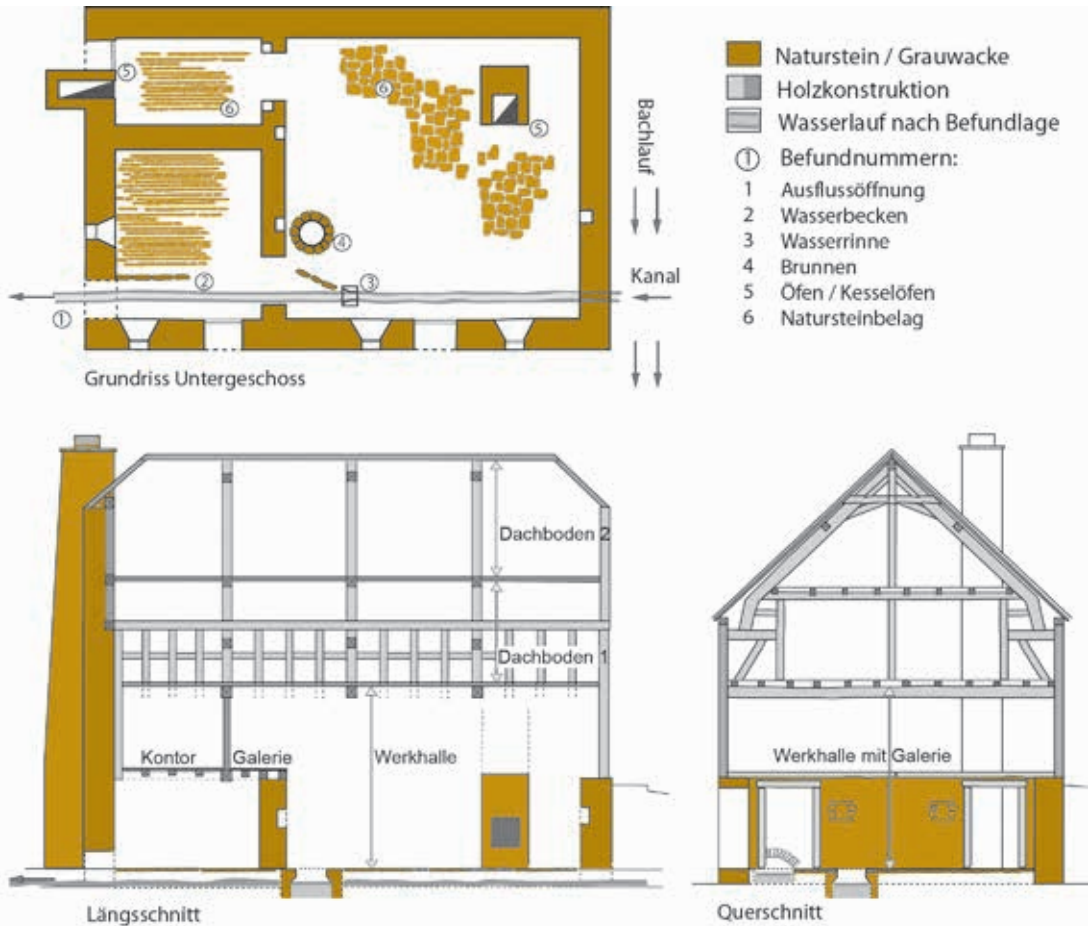 Naturstein / Grauwacke
Holzkonstruktion
Wasserlauf nach Befundlage
① Befundnummern:
1 Ausflussöffnung
2 Wasserbecken
3 Wasserrinne
4 Brunnen
5 Öfen / Kesselöfen
6 Natursteinbelag
5
6
6
5
Bachlauf
4
2
3
Kanal
1
Grundriss Untergeschoss
Dachboden 2
Dachboden 1
Kontor
Galerie
Werkhalle
Längsschnitt
Werkhalle mit Galerie
Querschnitt